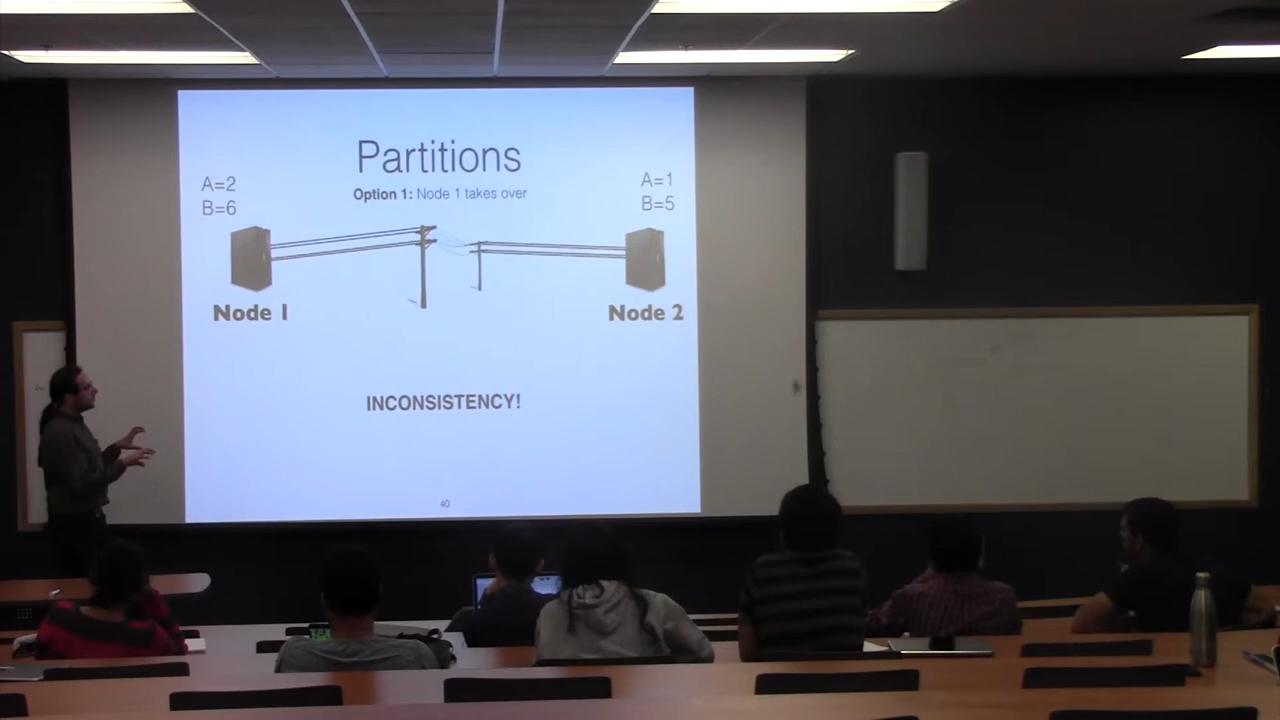 Partitions
Option 1: Node 1 takes over
A=2
B=6
A=1
B=5
Node 1
Node 2
INCONSISTENCY!
40